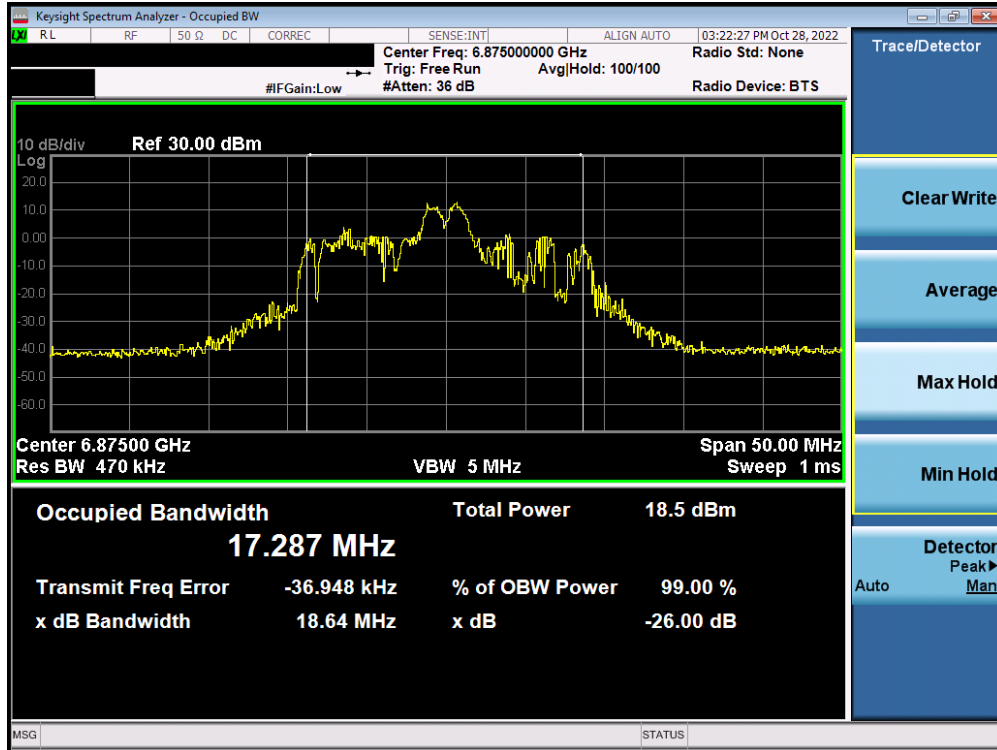 Keysight Spectrum Analyzer - Occupied BW
LXI RL RF 50 Ω DC CORREC SENSE:INT ALIGN AUTO 03:22:27 PM Oct 28, 2022
Center Freq: 6.875000000 GHz Radio Std: None
Trig: Free Run Avg|Hold: 100/100
#IFGain:Low #Atten: 36 dB Radio Device: BTS
10 dB/div Ref 30.00 dBm
Log
20.0
10.0
0.00
-10.0
-20.0
-30.0
-40.0
-50.0
-60.0
Center 6.87500 GHz Span 50.00 MHz
Res BW 470 kHz VBW 5 MHz Sweep 1 ms
Occupied Bandwidth Total Power 18.5 dBm
17.287 MHz
Transmit Freq Error -36.948 kHz % of OBW Power 99.00 %
x dB Bandwidth 18.64 MHz x dB -26.00 dB
MSG STATUS
Trace/Detector
Clear Write
Average
Max Hold
Min Hold
Detector
Peak▶
Auto Man